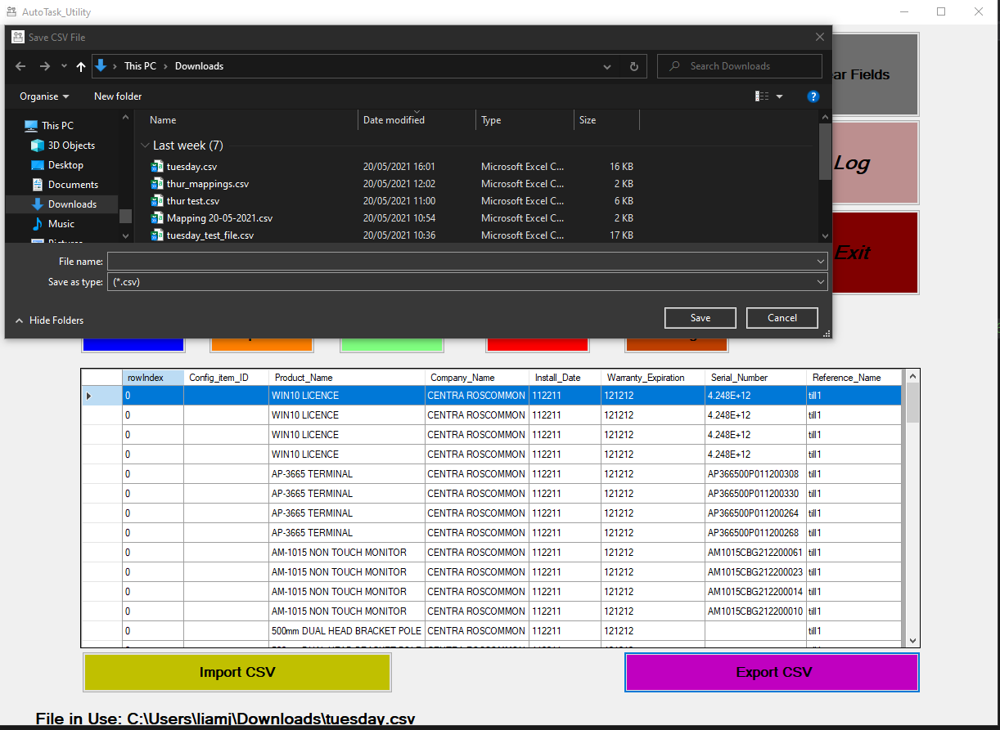 AutoTask_Utility
Save CSV File
This PC > Downloads
Search Downloads
Organise
New folder
?
Name Date modified Type Size
This PC
3D Objects
Desktop
Documents
Downloads
Music
Pictures
Last week (7)
tuesday.csv 20/05/2021 16:01 Microsoft Excel C... 16 KB
thur_mappings.csv 20/05/2021 12:02 Microsoft Excel C... 2 KB
thur test.csv 20/05/2021 11:00 Microsoft Excel C... 6 KB
Mapping 20-05-2021.csv 20/05/2021 10:54 Microsoft Excel C... 2 KB
tuesday_test_file.csv 20/05/2021 10:36 Microsoft Excel C... 17 KB
File name:
Save as type: (*.csv)
Hide Folders
Save
Cancel
ar Fields
Log
Exit
rowIndex Config_item_ID Product_Name Company_Name Install_Date Warranty_Expiration Serial_Number Reference_Name
0 WIN10 LICENCE CENTRA ROSCOMMON 112211 121212 4.248E+12 till1
0 WIN10 LICENCE CENTRA ROSCOMMON 112211 121212 4.248E+12 till1
0 WIN10 LICENCE CENTRA ROSCOMMON 112211 121212 4.248E+12 till1
0 WIN10 LICENCE CENTRA ROSCOMMON 112211 121212 4.248E+12 till1
0 AP-3665 TERMINAL CENTRA ROSCOMMON 112211 121212 AP366500P011200308 till1
0 AP-3665 TERMINAL CENTRA ROSCOMMON 112211 121212 AP366500P011200330 till1
0 AP-3665 TERMINAL CENTRA ROSCOMMON 112211 121212 AP366500P011200264 till1
0 AP-3665 TERMINAL CENTRA ROSCOMMON 112211 121212 AP366500P011200268 till1
0 AM-1015 NON TOUCH MONITOR CENTRA ROSCOMMON 112211 121212 AM1015CBG212200061 till1
0 AM-1015 NON TOUCH MONITOR CENTRA ROSCOMMON 112211 121212 AM1015CBG212200023 till1
0 AM-1015 NON TOUCH MONITOR CENTRA ROSCOMMON 112211 121212 AM1015CBG212200014 till1
0 AM-1015 NON TOUCH MONITOR CENTRA ROSCOMMON 112211 121212 AM1015CBG212200010 till1
0 500mm DUAL HEAD BRACKET POLE CENTRA ROSCOMMON 112211 121212 till1
Import CSV
Export CSV
File in Use: C:\Users\liamj\Downloads\tuesday.csv